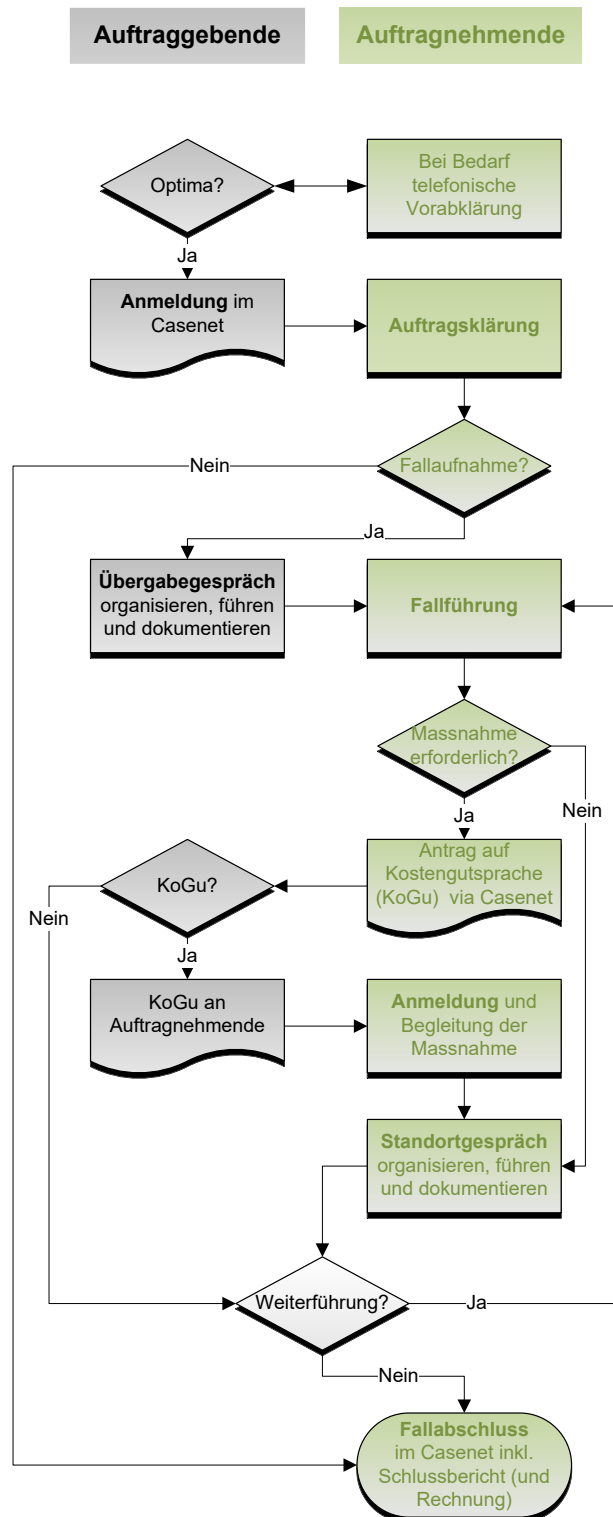 Auftraggebende
Auftragnehmende
Optima?
Bei Bedarf
telefonische
Vorabklärung
Ja
Anmeldung im
Casenet
Auftragsklärung
Fallaufnahme?
Nein
Ja
Übergabegespräch
organisieren, führen
und dokumentieren
Fallführung
Massnahme
erforderlich?
Nein
Ja
Antrag auf
Kostengutsprache
(KoGu) via Casenet
KoGu?
Nein
Ja
KoGu an
Auftragnehmende
Anmeldung und
Begleitung der
Massnahme
Standortgespräch
organisieren, führen
und dokumentieren
Weiterführung?
Ja
Nein
Fallabschluss
im Casenet inkl.
Schlussbericht (und
Rechnung)